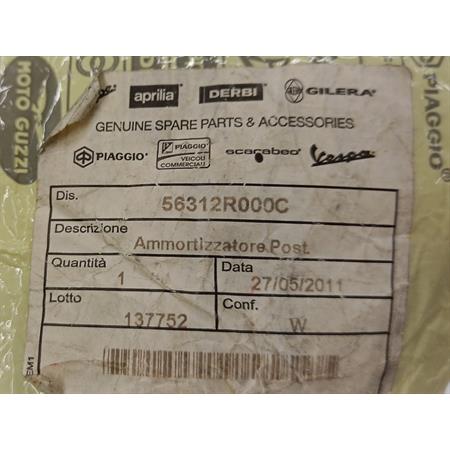 aprilia DERBI GILERA
GENUINE SPARE PARTS & ACCESSORIES
PIAGGIO PIAGGIO VEICOLI COMMERCIALI scarabeo Vespa
Dis. 56312R000C
Descrizione
Ammortizzatore Post.
Quantità 1 Data 27/05/2011
Lotto 137752 Conf. W
EM1
MOTO GUZZI
PIAGGIO